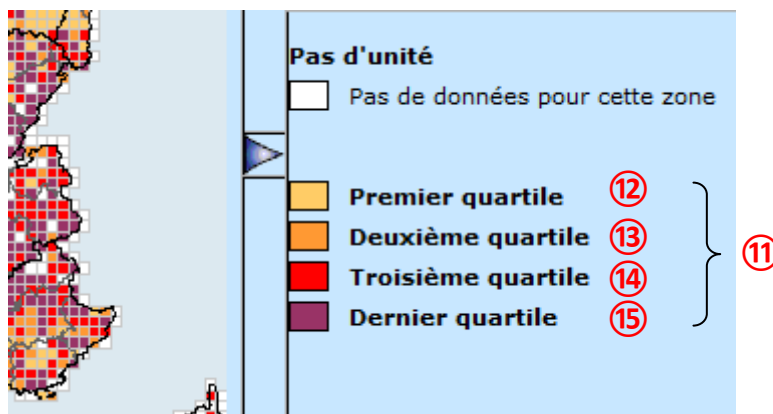 Pas d'unité
Pas de données pour cette zone
Premier quartile ⑫
Deuxième quartile ⑬
⑪
Troisième quartile ⑭
Dernier quartile ⑮